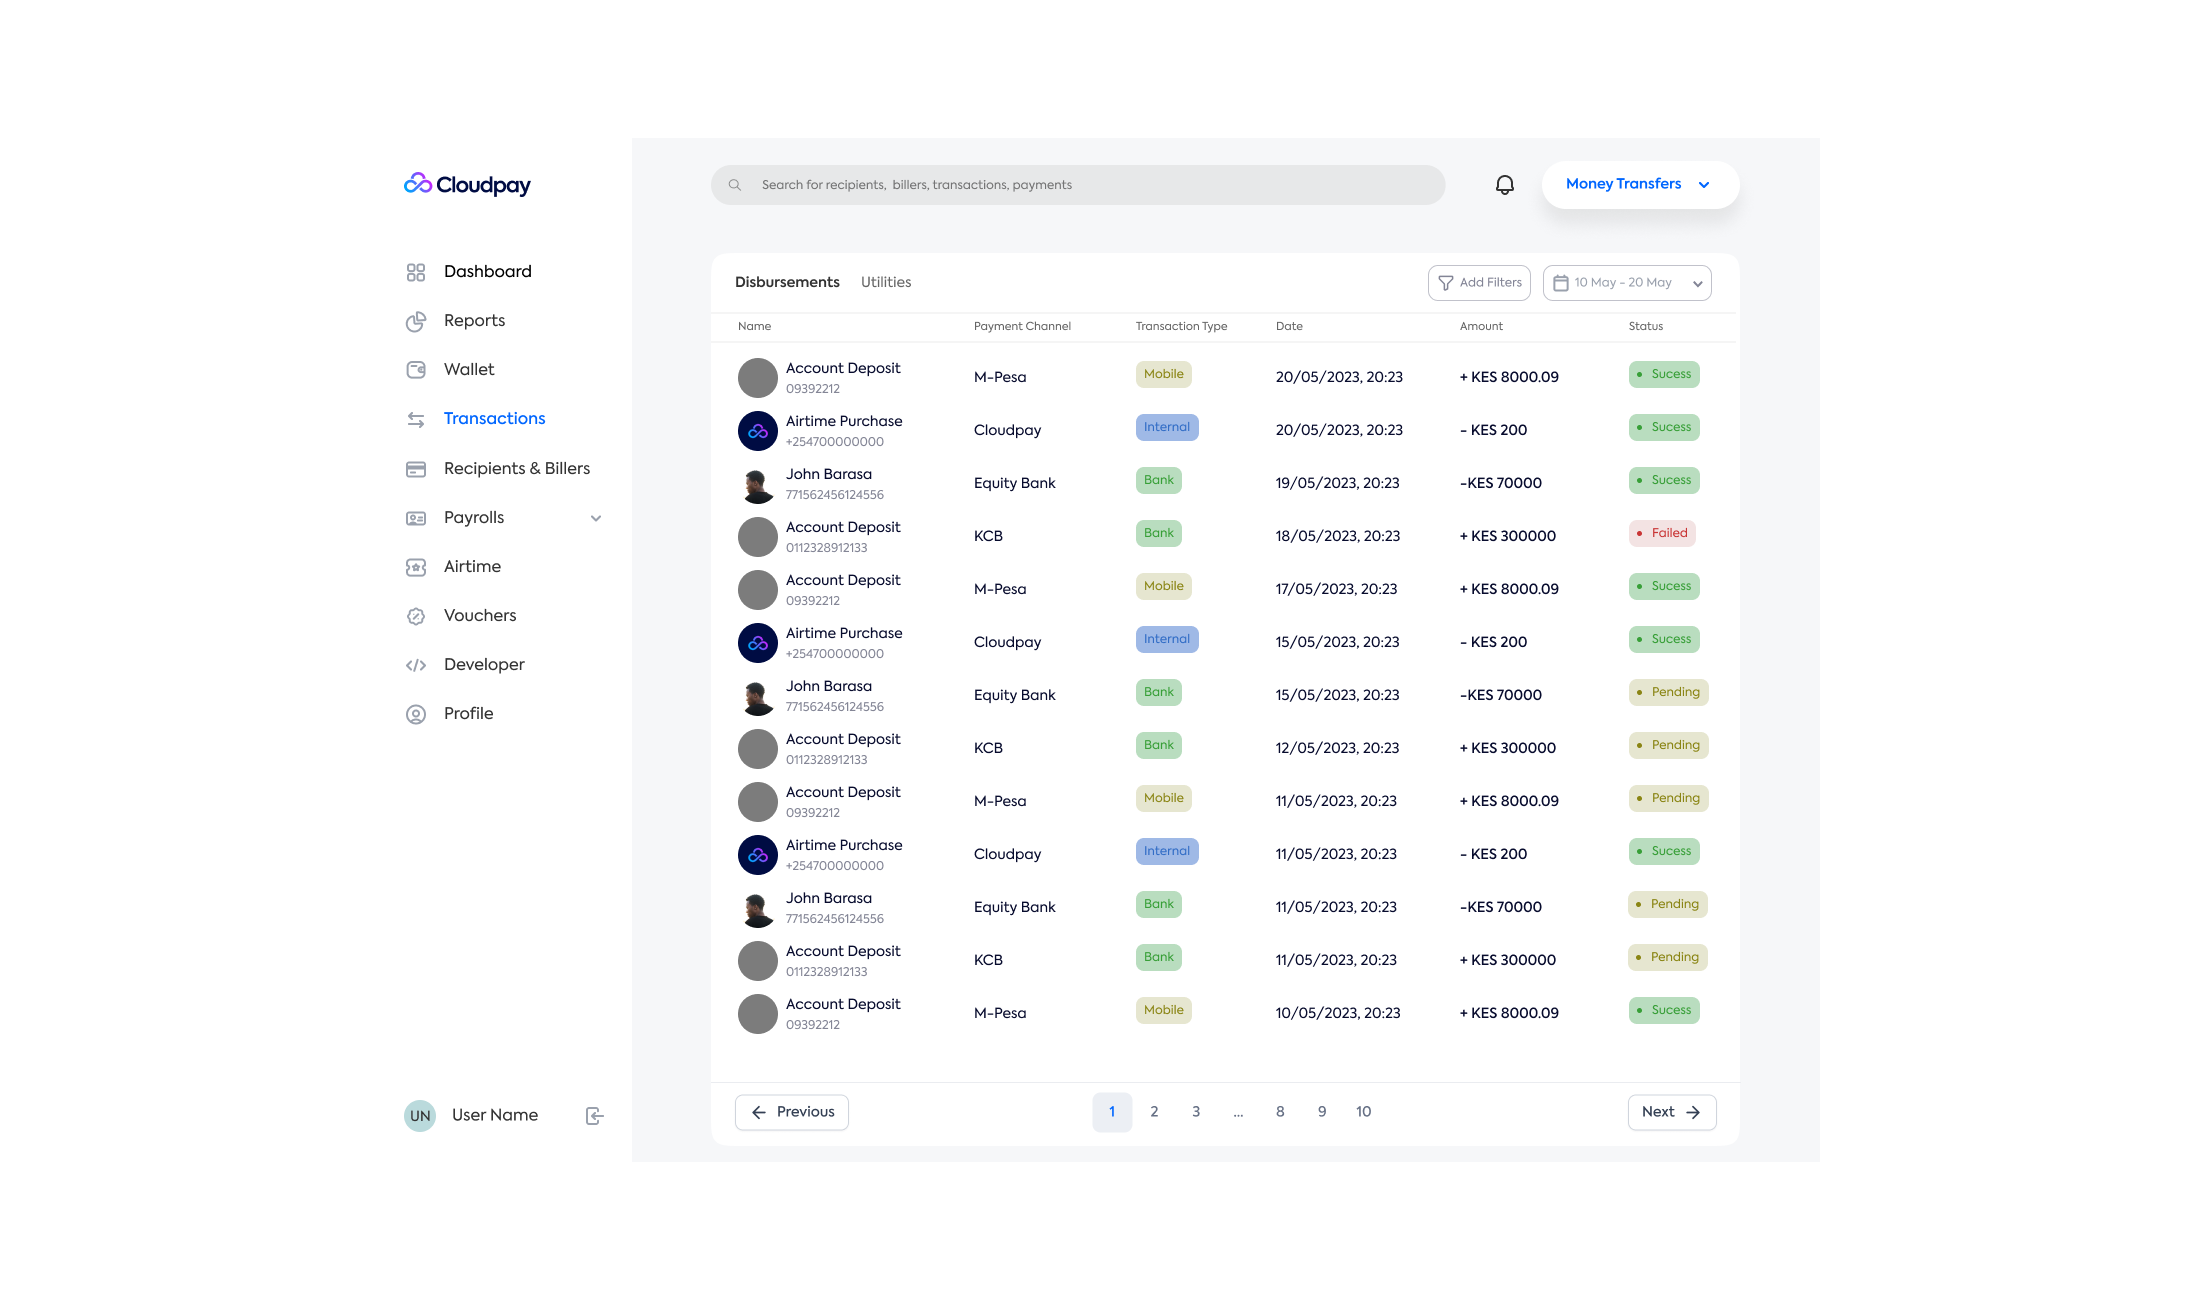 Cloudpay
Search for recipients, billers, transactions, payments
Money Transfers
Dashboard
Reports
Wallet
Transactions
Recipients & Billers
Payrolls
Airtime
Vouchers
Developer
Profile
UN User Name
Disbursements Utilities Add Filters 10 May - 20 May
Name Payment Channel Transaction Type Date Amount Status
Account Deposit
09392212
M-Pesa Mobile 20/05/2023, 20:23 + KES 8000.09 Sucess
Airtime Purchase
+254700000000
Cloudpay Internal 20/05/2023, 20:23 - KES 200 Sucess
John Barasa
771562456124556
Equity Bank Bank 19/05/2023, 20:23 -KES 70000 Sucess
Account Deposit
0112328912133
KCB Bank 18/05/2023, 20:23 + KES 300000 Failed
Account Deposit
09392212
M-Pesa Mobile 17/05/2023, 20:23 + KES 8000.09 Sucess
Airtime Purchase
+254700000000
Cloudpay Internal 15/05/2023, 20:23 - KES 200 Sucess
John Barasa
771562456124556
Equity Bank Bank 15/05/2023, 20:23 -KES 70000 Pending
Account Deposit
0112328912133
KCB Bank 12/05/2023, 20:23 + KES 300000 Pending
Account Deposit
09392212
M-Pesa Mobile 11/05/2023, 20:23 + KES 8000.09 Pending
Airtime Purchase
+254700000000
Cloudpay Internal 11/05/2023, 20:23 - KES 200 Sucess
John Barasa
771562456124556
Equity Bank Bank 11/05/2023, 20:23 -KES 70000 Pending
Account Deposit
0112328912133
KCB Bank 11/05/2023, 20:23 + KES 300000 Pending
Account Deposit
09392212
M-Pesa Mobile 10/05/2023, 20:23 + KES 8000.09 Sucess
Previous 1 2 3 ... 8 9 10 Next